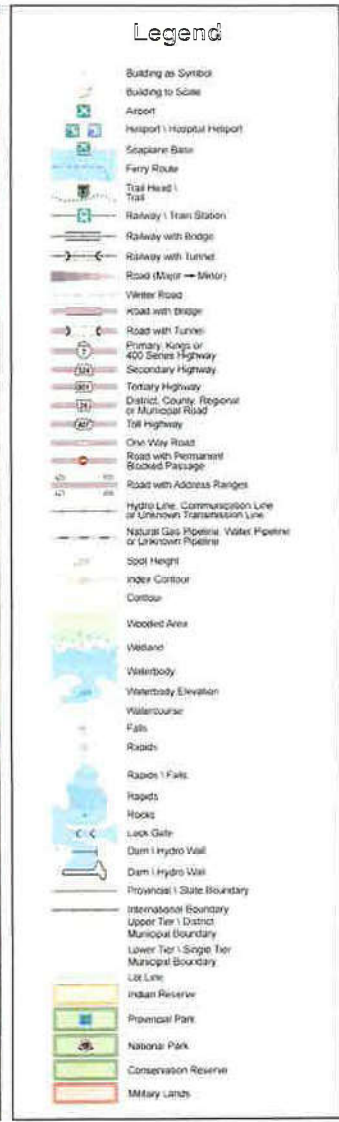 Legend
Building as Symbol
Building to Scale
Airport
Heliport \ Hospital Heliport
Seaplane Base
Ferry Route
Trail Head \
Trail
Railway \ Train Station
Railway with Bridge
Railway with Tunnel
Road (Major → Minor)
Winter Road
Road with Bridge
Road with Tunnel
Primary, Kings or
400 Series Highway
Secondary Highway
Tertiary Highway
District, County, Regional
or Municipal Road
Toll Highway
407
One Way Road
Road with Permanent
Blocked Passage
Road with Address Ranges
Hydro Line, Communication Line
or Unknown Transmission Line
Natural Gas Pipeline, Water Pipeline
or Unknown Pipeline
Spot Height
Index Contour
Contour
Wooded Area
Wetland
Waterbody
Waterbody Elevation
Watercourse
Falls
Rapids
Rapids \ Falls
Rapids
Rocks
Lock Gate
Dam \ Hydro Wall
Dam \ Hydro Wall
Provincial \ State Boundary
International Boundary
Upper Tier \ District
Municipal Boundary
Lower Tier \ Single Tier
Municipal Boundary
Lot Line
Indian Reserve
Provincial Park
National Park
Conservation Reserve
Military Lands